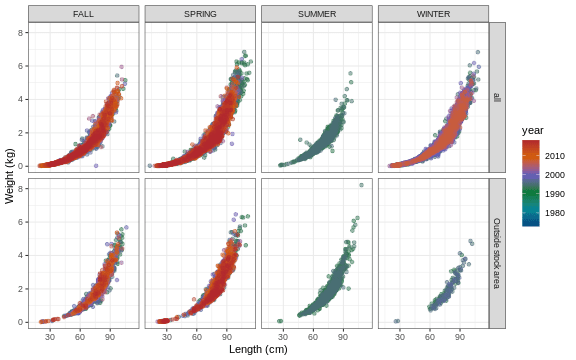 FALL SPRING SUMMER WINTER
8
6
4
2
0
all
8
6
4
2
0
Outside stock area
Weight (kg)
30 60 90 30 60 90 30 60 90 30 60 90
Length (cm)
year
2010
2000
1990
1980